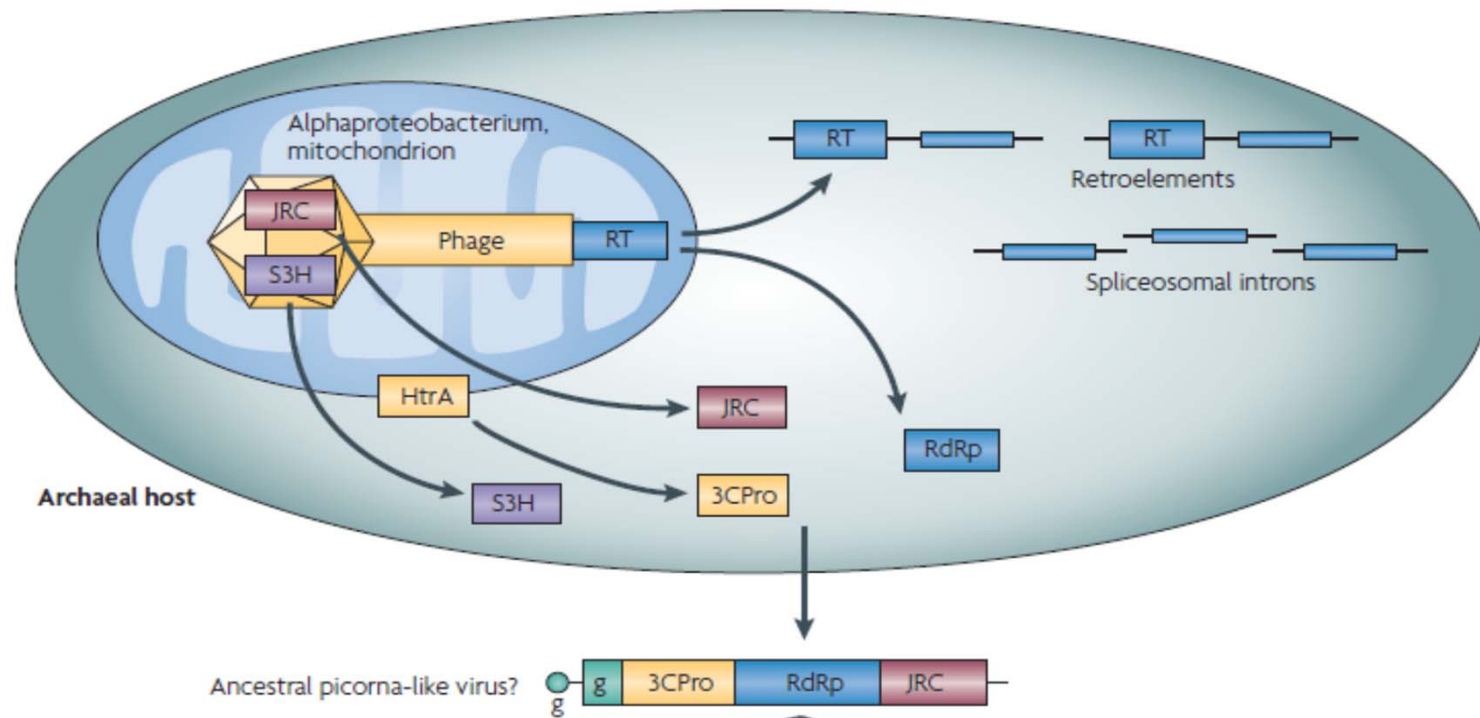 Alphaproteobacterium,
mitochondrion
JRC
Phage
RT
S3H
RT
RT
Retroelements
Spliceosomal introns
HtrA
JRC
RdRp
Archaeal host
S3H
3CPro
Ancestral picorna-like virus?
g
g
3CPro
RdRp
JRC